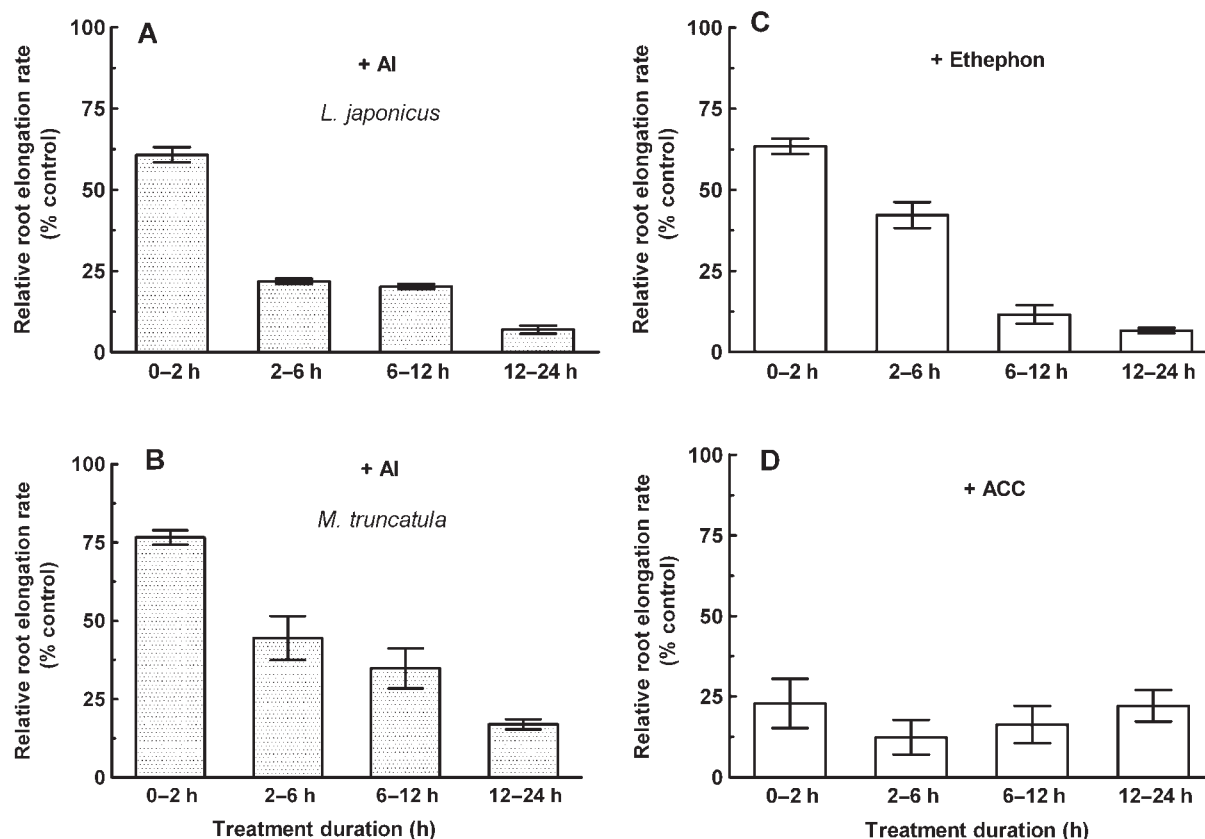 A
+ Al
L. japonicus
Relative root elongation rate
(% control)
100
75
50
25
0
0–2 h 2–6 h 6–12 h 12–24 h
B
+ Al
M. truncatula
Relative root elongation rate
(% control)
100
75
50
25
0
0–2 h 2–6 h 6–12 h 12–24 h
Treatment duration (h)
C
+ Ethephon
Relative root elongation rate
(% control)
100
75
50
25
0
0–2 h 2–6 h 6–12 h 12–24 h
D
+ ACC
Relative root elongation rate
(% control)
100
75
50
25
0
0–2 h 2–6 h 6–12 h 12–24 h
Treatment duration (h)